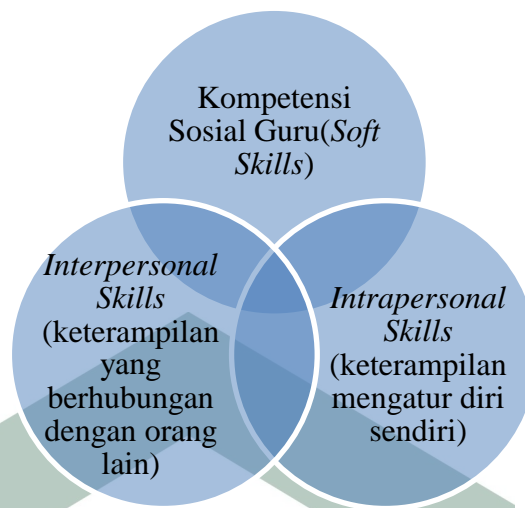 Kompetensi
Sosial Guru(Soft
Skills)
Interpersonal
Skills
(keterampilan
yang
berhubungan
dengan orang
lain)
Intrapersonal
Skills
(keterampilan
mengatur diri
sendiri)